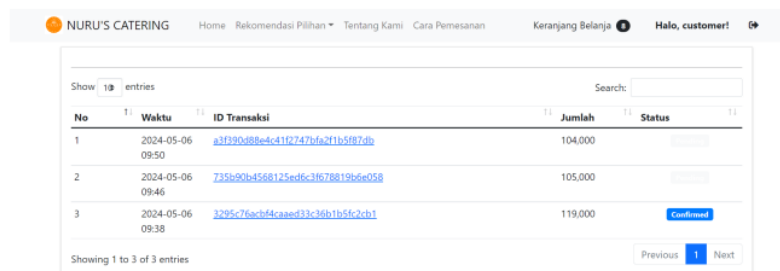 NURU'S CATERING Home Rekomendasi Pilihan Tentang Kami Cara Pemesanan Keranjang Belanja Halo, customer!
Show 10 entries Search:
No Waktu ID Transaksi Jumlah Status
1 2024-05-06 a3f390d88e4c41f2747bfa2f1b5f87db 104,000
09:50
2 2024-05-06 735b90b4568125ed6c3f678819b6e058 105,000
09:46
3 2024-05-06 3295c76acbf4caaed33c36b1b5fc2cb1 119,000 Confirmed
09:38
Showing 1 to 3 of 3 entries Previous 1 Next